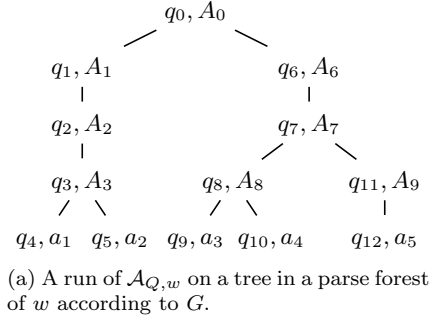 q₀, A₀
q₁, A₁ q₆, A₆
q₂, A₂ q₇, A₇
q₃, A₃ q₈, A₈ q₁₁, A₉
q₄, a₁ q₅, a₂ q₉, a₃ q₁₀, a₄ q₁₂, a₅
(a) A run of 𝒜_{Q,w} on a tree in a parse forest
of w according to G.